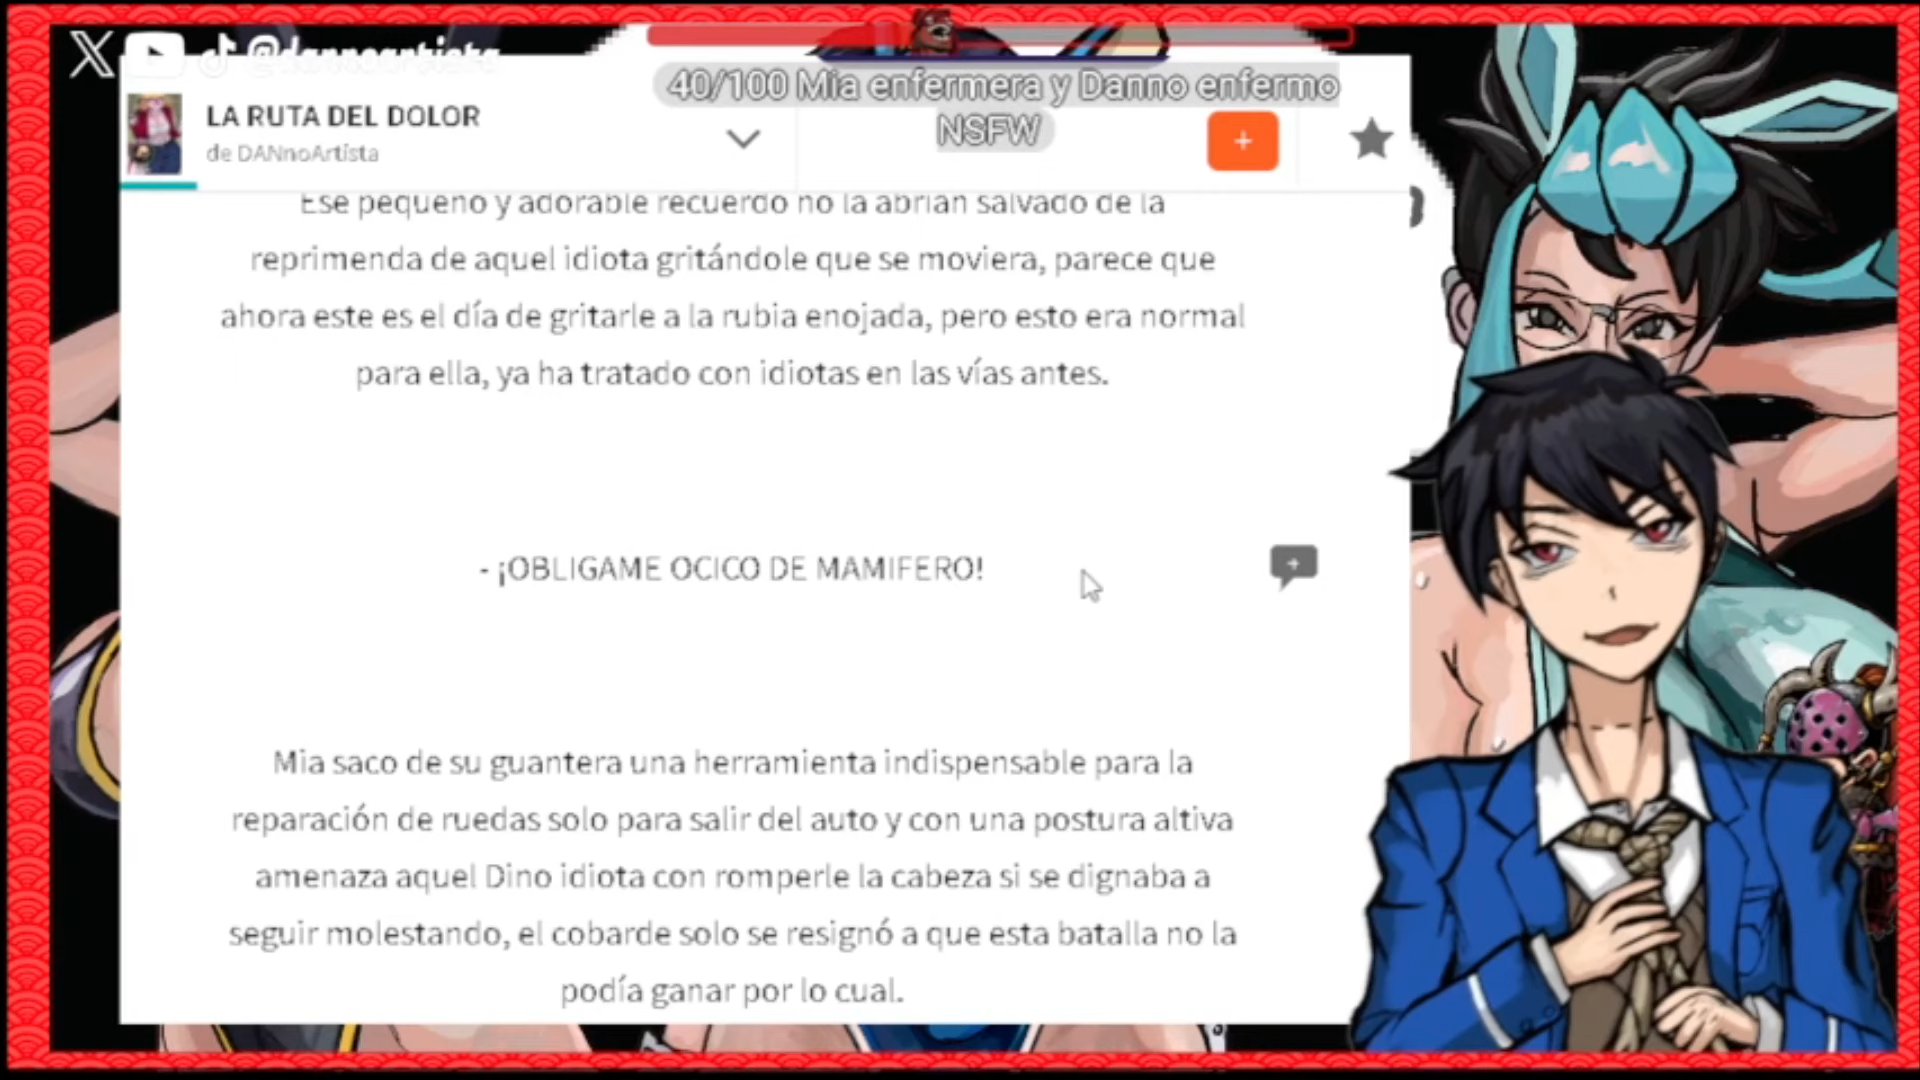 @dannoartista
40/100 Mia enfermera y Danno enfermo
NSFW
LA RUTA DEL DOLOR
de DANnoArtista
+
Ese pequeño y adorable recuerdo no la abrían salvado de la
reprimenda de aquel idiota gritándole que se moviera, parece que
ahora este es el día de gritarle a la rubia enojada, pero esto era normal
para ella, ya ha tratado con idiotas en las vías antes.
- ¡OBLIGAME OCICO DE MAMIFERO!
Mia saco de su guantera una herramienta indispensable para la
reparación de ruedas solo para salir del auto y con una postura altiva
amenaza aquel Dino idiota con romperle la cabeza si se dignaba a
seguir molestando, el cobarde solo se resignó a que esta batalla no la
podía ganar por lo cual.